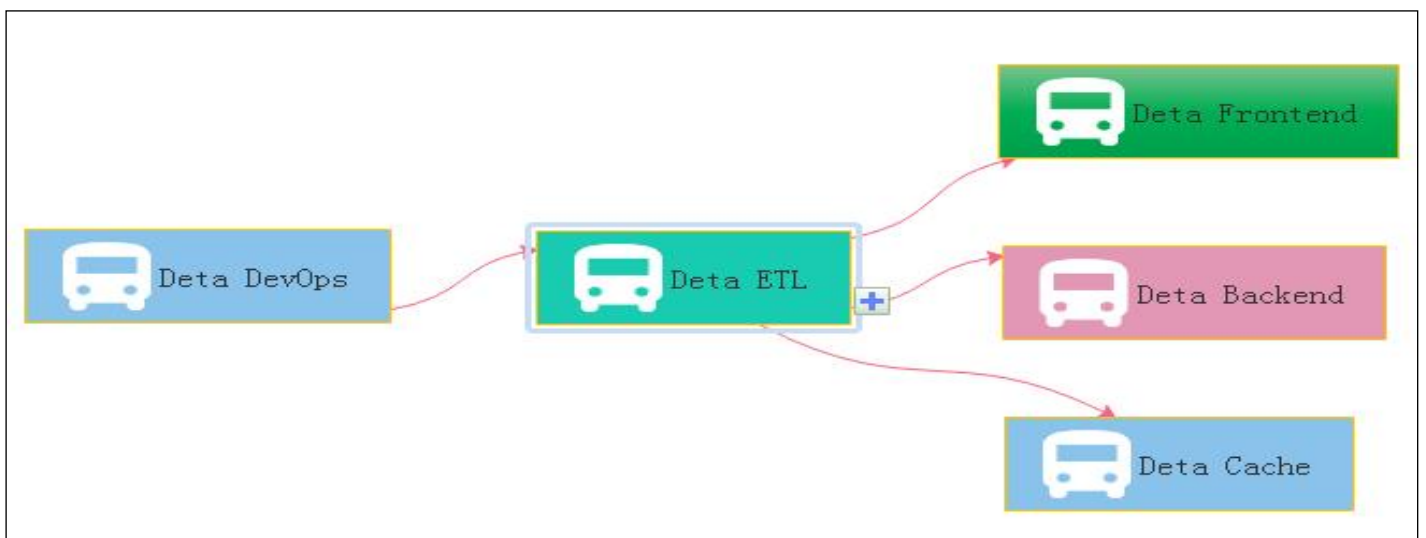 Deta DevOps
Deta ETL
Deta Frontend
Deta Backend
Deta Cache